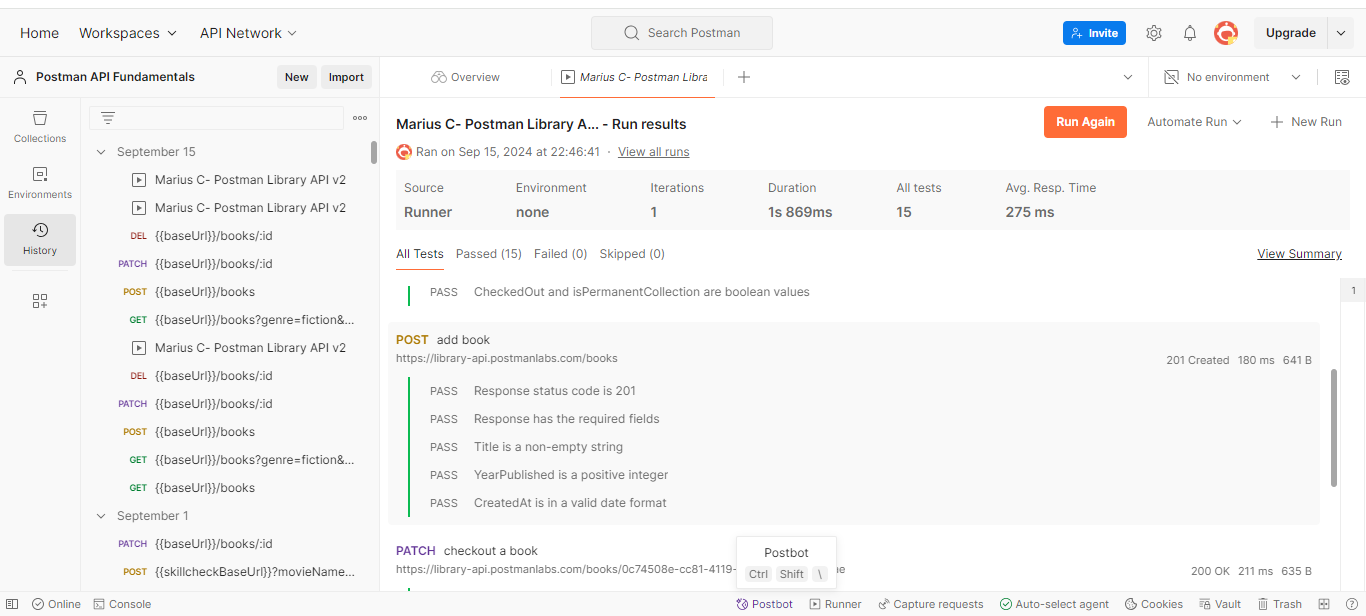 Home Workspaces API Network Search Postman Invite Upgrade
Postman API Fundamentals New Import Overview Marius C- Postman Libra No environment
Collections
Environments
History
September 15
Marius C- Postman Library API v2
Marius C- Postman Library API v2
DEL {{baseUrl}}/books/:id
PATCH {{baseUrl}}/books/:id
POST {{baseUrl}}/books
GET {{baseUrl}}/books?genre=fiction&...
Marius C- Postman Library API v2
DEL {{baseUrl}}/books/:id
PATCH {{baseUrl}}/books/:id
POST {{baseUrl}}/books
GET {{baseUrl}}/books?genre=fiction&...
GET {{baseUrl}}/books
September 1
PATCH {{baseUrl}}/books/:id
POST {{skillcheckBaseUrl}}?movieName...
Marius C- Postman Library A... - Run results Run Again Automate Run New Run
Ran on Sep 15, 2024 at 22:46:41 · View all runs
Source Environment Iterations Duration All tests Avg. Resp. Time
Runner none 1 1s 869ms 15 275 ms
All Tests Passed (15) Failed (0) Skipped (0) View Summary
PASS CheckedOut and isPermanentCollection are boolean values 1
POST add book
https://library-api.postmanlabs.com/books 201 Created 180 ms 641 B
PASS Response status code is 201
PASS Response has the required fields
PASS Title is a non-empty string
PASS YearPublished is a positive integer
PASS CreatedAt is in a valid date format
PATCH checkout a book
https://library-api.postmanlabs.com/books/0c74508e-cc81-4119- ne 200 OK 211 ms 635 B
Postbot
Ctrl Shift \
Online Console Postbot Runner Capture requests Auto-select agent Cookies Vault Trash